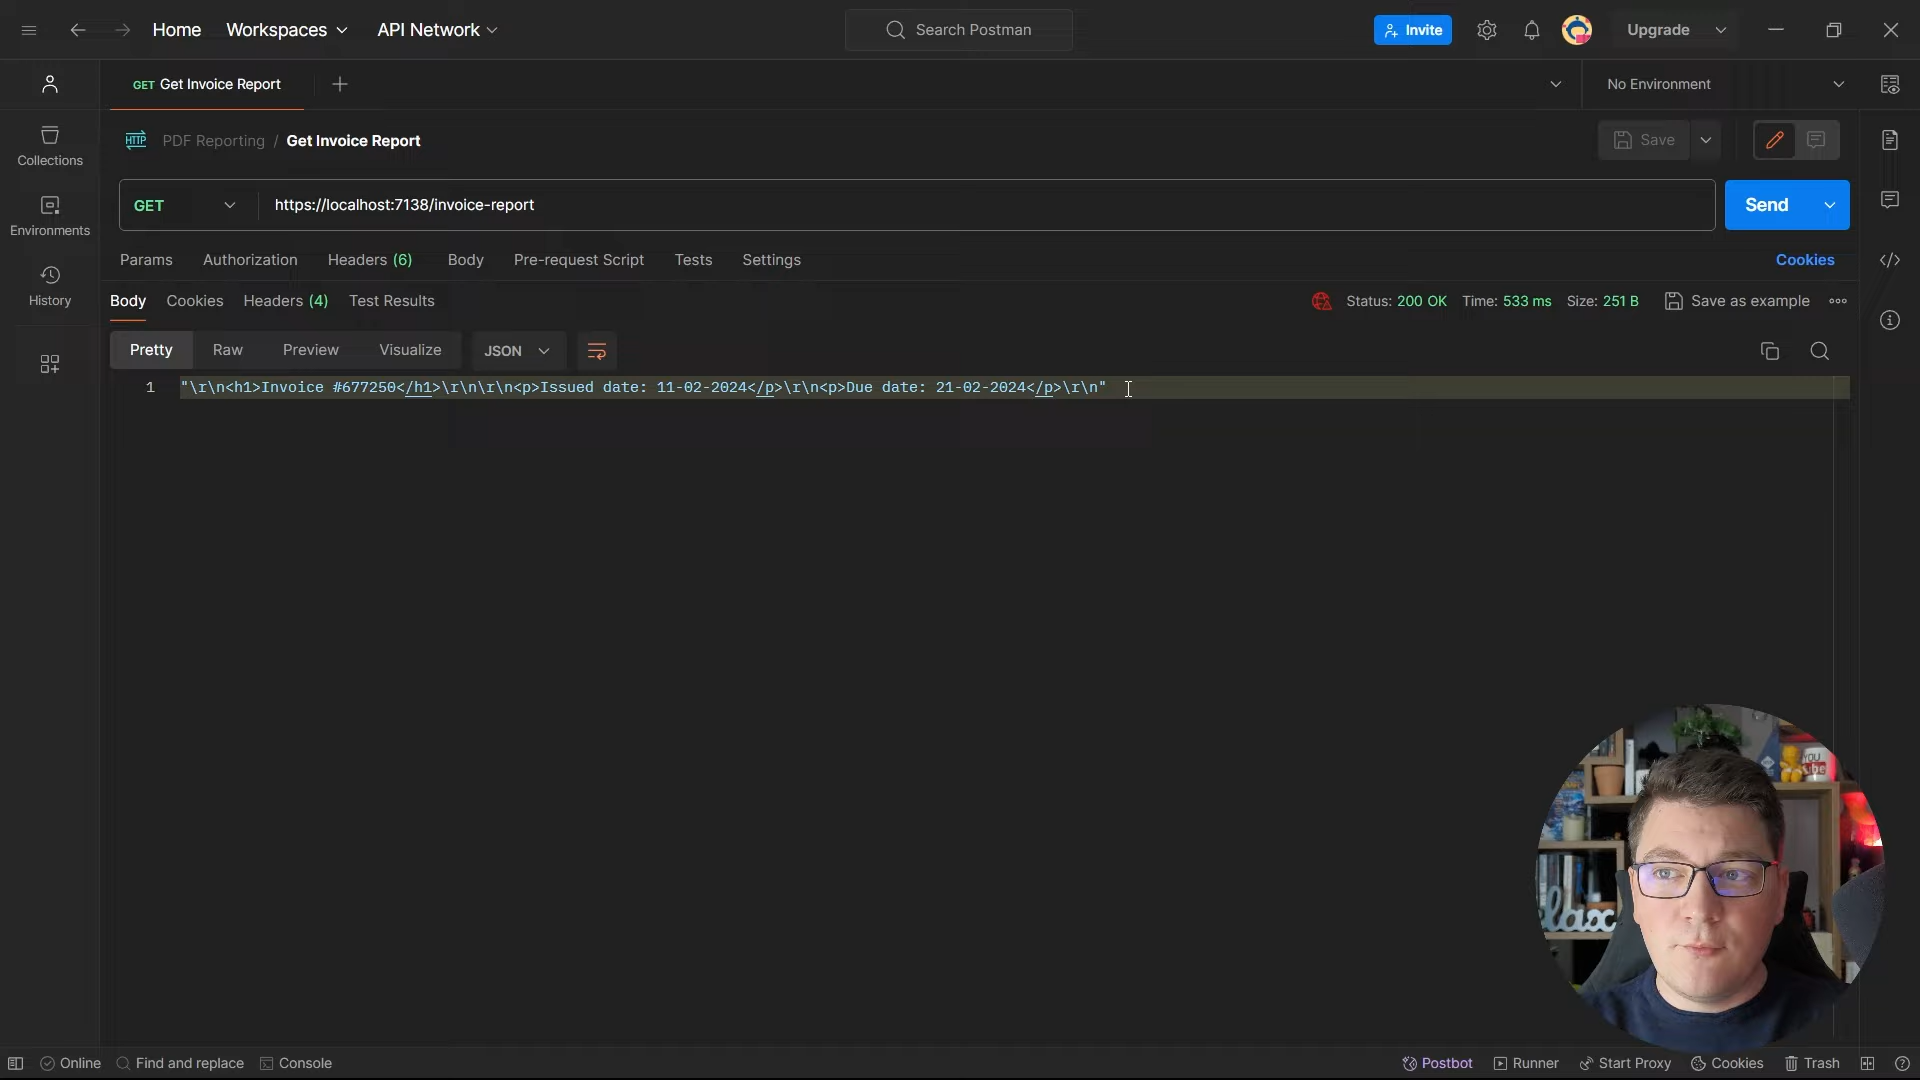 Home Workspaces API Network Search Postman Invite Upgrade
GET Get Invoice Report No Environment
HTTP PDF Reporting / Get Invoice Report Save
GET https://localhost:7138/invoice-report Send
Params Authorization Headers (6) Body Pre-request Script Tests Settings Cookies
Body Cookies Headers (4) Test Results Status: 200 OK Time: 533 ms Size: 251 B Save as example
Pretty Raw Preview Visualize JSON
1 "\r\n<h1>Invoice #677250</h1>\r\n\r\n<p>Issued date: 11-02-2024</p>\r\n<p>Due date: 21-02-2024</p>\r\n"
Collections
Environments
History
YOU
elax
Online Find and replace Console Postbot Runner Start Proxy Cookies Trash